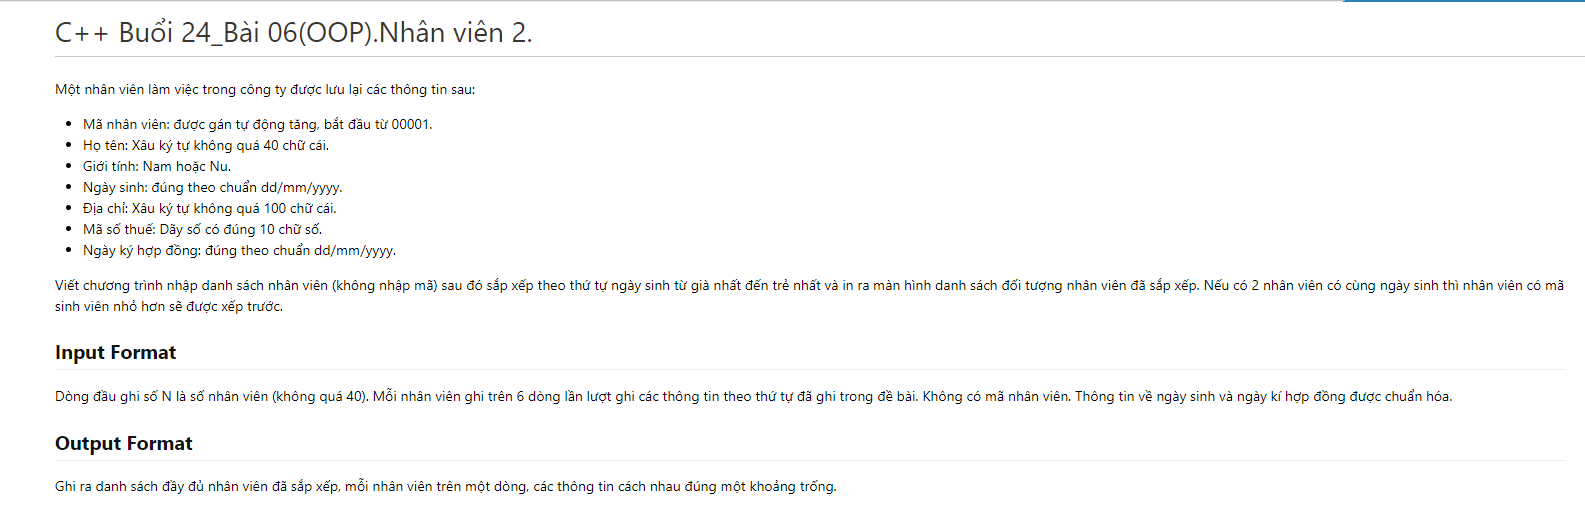 C++ Buổi 24_Bài 06(OOP).Nhân viên 2.
Một nhân viên làm việc trong công ty được lưu lại các thông tin sau:
• Mã nhân viên: được gán tự động tăng, bắt đầu từ 00001.
• Họ tên: Xâu ký tự không quá 40 chữ cái.
• Giới tính: Nam hoặc Nu.
• Ngày sinh: đúng theo chuẩn dd/mm/yyyy.
• Địa chỉ: Xâu ký tự không quá 100 chữ cái.
• Mã số thuế: Dãy số có đúng 10 chữ số.
• Ngày ký hợp đồng: đúng theo chuẩn dd/mm/yyyy.
Viết chương trình nhập danh sách nhân viên (không nhập mã) sau đó sắp xếp theo thứ tự ngày sinh từ già nhất đến trẻ nhất và in ra màn hình danh sách đối tượng nhân viên đã sắp xếp. Nếu có 2 nhân viên có cùng ngày sinh thì nhân viên có mã
sinh viên nhỏ hơn sẽ được xếp trước.
Input Format
Dòng đầu ghi số N là số nhân viên (không quá 40). Mỗi nhân viên ghi trên 6 dòng lần lượt ghi các thông tin theo thứ tự đã ghi trong đề bài. Không có mã nhân viên. Thông tin về ngày sinh và ngày kí hợp đồng được chuẩn hóa.
Output Format
Ghi ra danh sách đầy đủ nhân viên đã sắp xếp, mỗi nhân viên trên một dòng, các thông tin cách nhau đúng một khoảng trống.